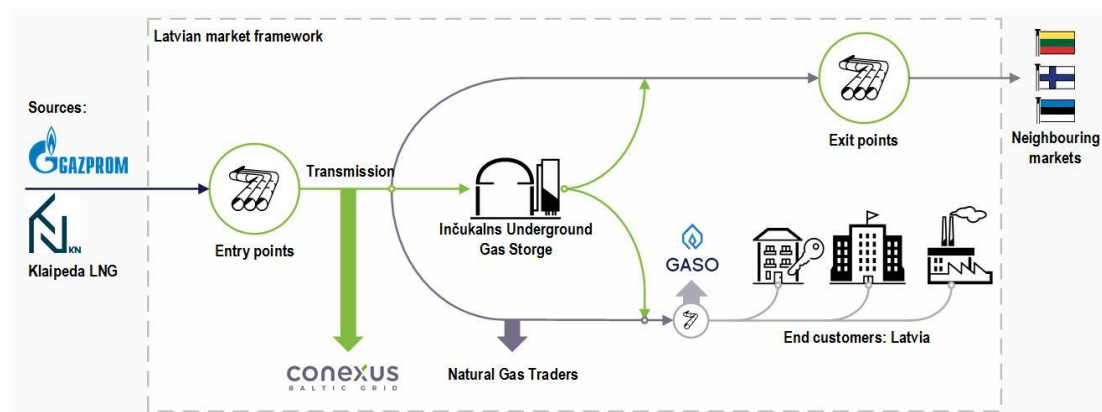 Latvian market framework
Sources:
GAZPROM
KN
Klaipeda LNG
Entry points
Transmission
Inčukalns Underground
Gas Storge
Exit points
Neighbouring
markets
GASO
End customers: Latvia
conexus
BALTIC GRID
Natural Gas Traders